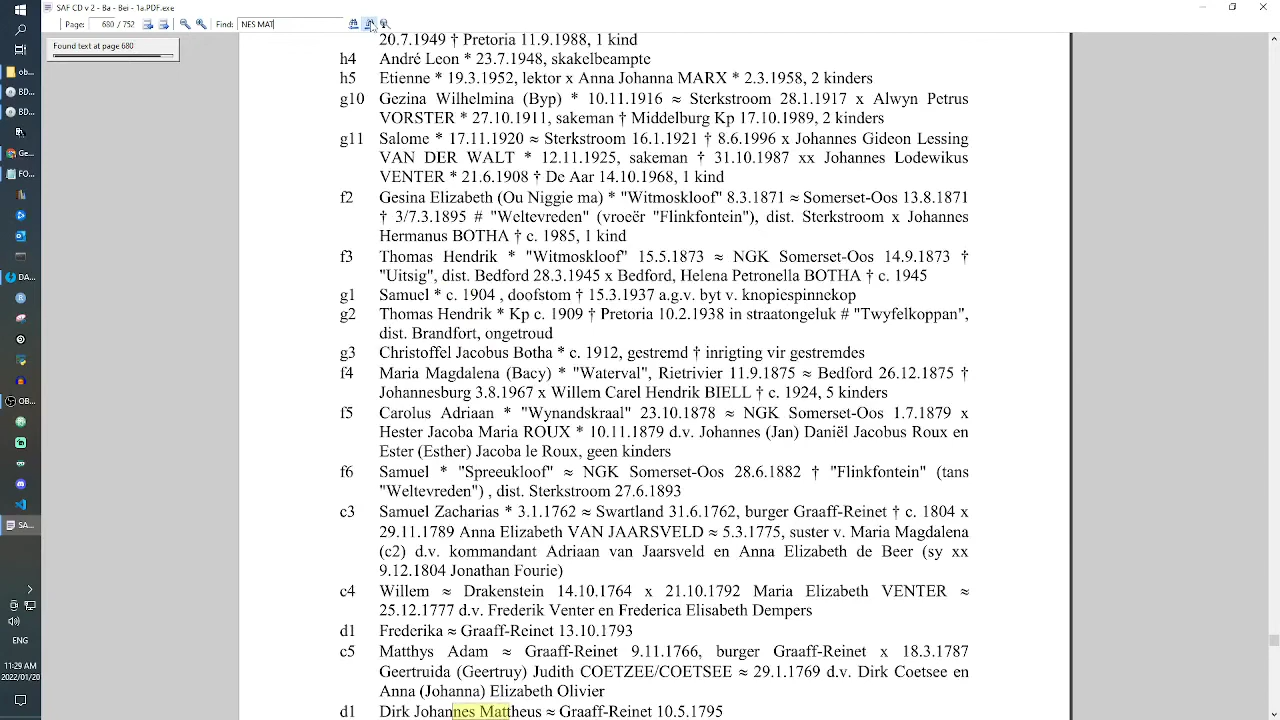 SAF CD v 2 - Ba - Bei - 1a.PDF.exe
Page: 680 / 752 Find: NES MAT
Found text at page 680
20.7.1949 † Pretoria 11.9.1988, 1 kind
h4 André Leon * 23.7.1948, skakelbeampte
h5 Etienne * 19.3.1952, lektor x Anna Johanna MARX * 2.3.1958, 2 kinders
g10 Gezina Wilhelmina (Byp) * 10.11.1916 ≈ Sterkstroom 28.1.1917 x Alwyn Petrus
VORSTER * 27.10.1911, sakeman † Middelburg Kp 17.10.1989, 2 kinders
g11 Salome * 17.11.1920 ≈ Sterkstroom 16.1.1921 † 8.6.1996 x Johannes Gideon Lessing
VAN DER WALT * 12.11.1925, sakeman † 31.10.1987 xx Johannes Lodewikus
VENTER * 21.6.1908 † De Aar 14.10.1968, 1 kind
f2 Gesina Elizabeth (Ou Niggie ma) * "Witmoskloof" 8.3.1871 ≈ Somerset-Oos 13.8.1871
† 3/7.3.1895 # "Weltevreden" (vroeër "Flinkfontein"), dist. Sterkstroom x Johannes
Hermanus BOTHA † c. 1985, 1 kind
f3 Thomas Hendrik * "Witmoskloof" 15.5.1873 ≈ NGK Somerset-Oos 14.9.1873 †
"Uitsig", dist. Bedford 28.3.1945 x Bedford, Helena Petronella BOTHA † c. 1945
g1 Samuel * c. 1904 , doofstom † 15.3.1937 a.g.v. byt v. knopiespinnekop
g2 Thomas Hendrik * Kp c. 1909 † Pretoria 10.2.1938 in straatongeluk # "Twyfelkoppan",
dist. Brandfort, ongetroud
g3 Christoffel Jacobus Botha * c. 1912, gestremd † inrigting vir gestremdes
f4 Maria Magdalena (Bacy) * "Waterval", Rietrivier 11.9.1875 ≈ Bedford 26.12.1875 †
Johannesburg 3.8.1967 x Willem Carel Hendrik BIELL † c. 1924, 5 kinders
f5 Carolus Adriaan * "Wynandskraal" 23.10.1878 ≈ NGK Somerset-Oos 1.7.1879 x
Hester Jacoba Maria ROUX * 10.11.1879 d.v. Johannes (Jan) Daniël Jacobus Roux en
Ester (Esther) Jacoba le Roux, geen kinders
f6 Samuel * "Spreeukloof" ≈ NGK Somerset-Oos 28.6.1882 † "Flinkfontein" (tans
"Weltevreden") , dist. Sterkstroom 27.6.1893
c3 Samuel Zacharias * 3.1.1762 ≈ Swartland 31.6.1762, burger Graaff-Reinet † c. 1804 x
29.11.1789 Anna Elizabeth VAN JAARSVELD ≈ 5.3.1775, suster v. Maria Magdalena
(c2) d.v. kommandant Adriaan van Jaarsveld en Anna Elizabeth de Beer (sy xx
9.12.1804 Jonathan Fourie)
c4 Willem ≈ Drakenstein 14.10.1764 x 21.10.1792 Maria Elizabeth VENTER ≈
25.12.1777 d.v. Frederik Venter en Frederica Elisabeth Dempers
d1 Frederika ≈ Graaff-Reinet 13.10.1793
c5 Matthys Adam ≈ Graaff-Reinet 9.11.1766, burger Graaff-Reinet x 18.3.1787
Geertruida (Geertruy) Judith COETZEE/COETSEE ≈ 29.1.1769 d.v. Dirk Coetsee en
Anna (Johanna) Elizabeth Olivier
d1 Dirk Johannes Mattheus ≈ Graaff-Reinet 10.5.1795
ob...
BD...
BD...
Re...
Ch...
FO...
DA...
OB...
SA...
ENG
11:29 AM
2022/01/20